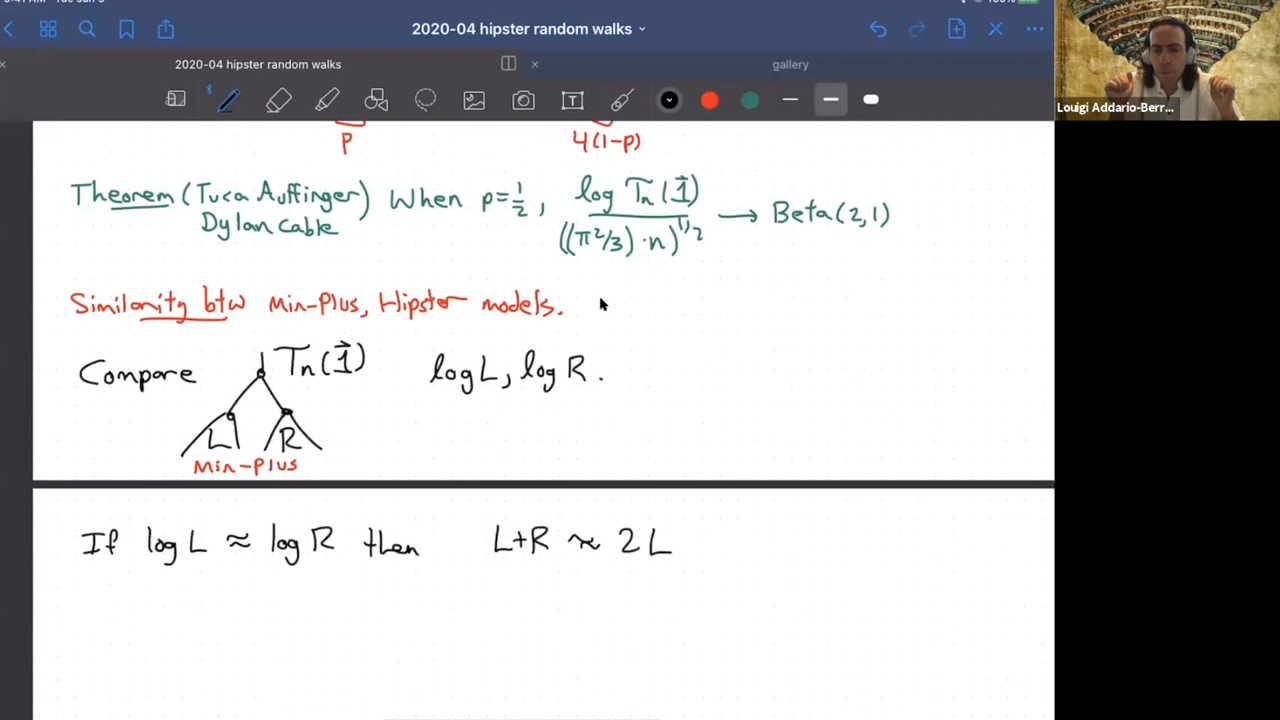 2020-04 hipster random walks
2020-04 hipster random walks
gallery
Louigi Addario-Berr...
p
4(1-p)
Theorem (Tuca Auffinger) When p=1/2, log Tn(1⃗) / ((π²/3)·n)^1/2 → Beta(2,1)
Dylan Cable
Similarity btw Min-Plus, Hipster models.
Compare Tn(1⃗) log L, log R.
L R
Min-Plus
If log L ≈ log R then L+R ≈ 2L